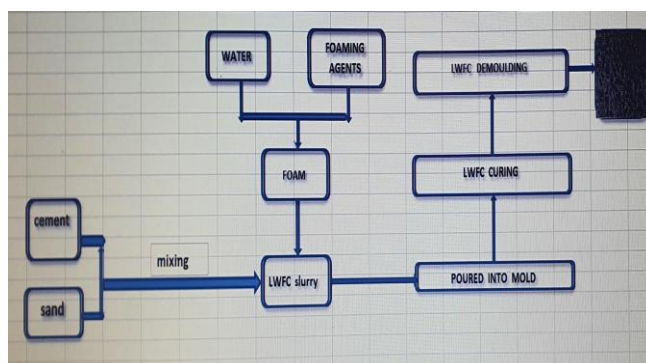 WATER
FOAMING
AGENTS
LWFC DEMOULDING
FOAM
LWFC CURING
cement
mixing
sand
LWFC slurry
POURED INTO MOLD